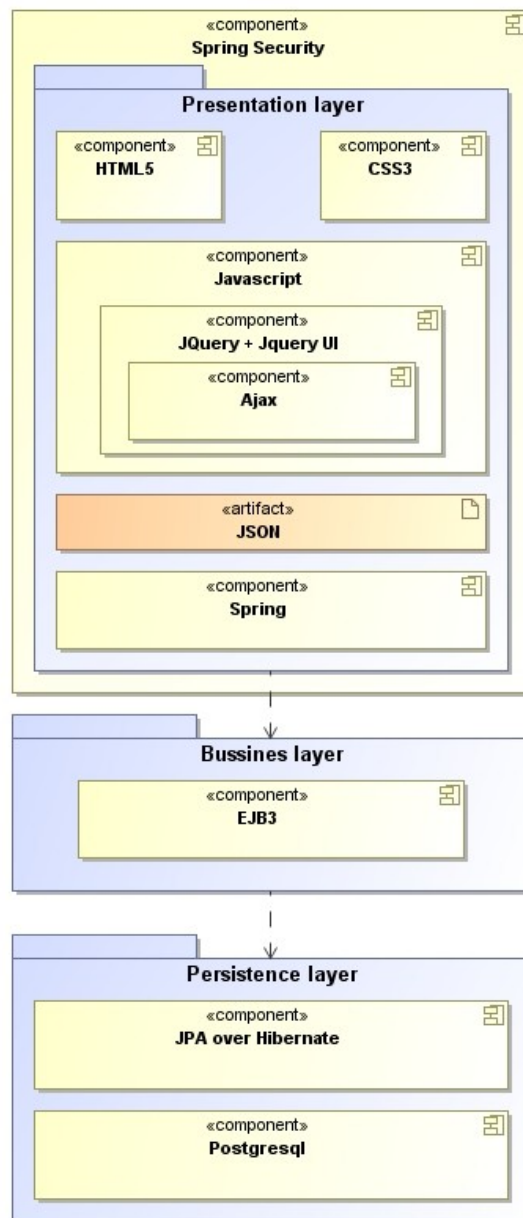 «component»
Spring Security
Presentation layer
«component»
HTML5
«component»
CSS3
«component»
Javascript
«component»
JQuery + Jquery UI
«component»
Ajax
«artifact»
JSON
«component»
Spring
Bussines layer
«component»
EJB3
Persistence layer
«component»
JPA over Hibernate
«component»
Postgresql